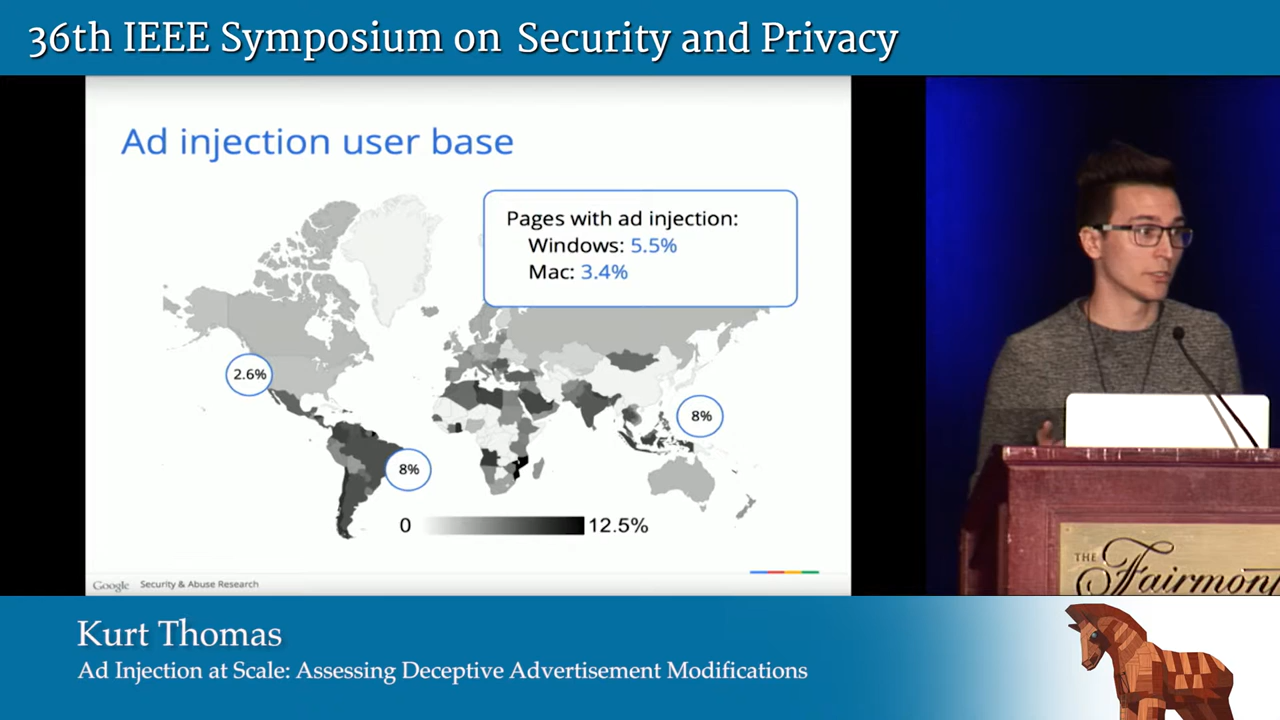 36th IEEE Symposium on Security and Privacy
Ad injection user base
Pages with ad injection:
Windows: 5.5%
Mac: 3.4%
2.6%
8%
8%
0
12.5%
Google Security & Abuse Research
THE
Fairmont
Kurt Thomas
Ad Injection at Scale: Assessing Deceptive Advertisement Modifications